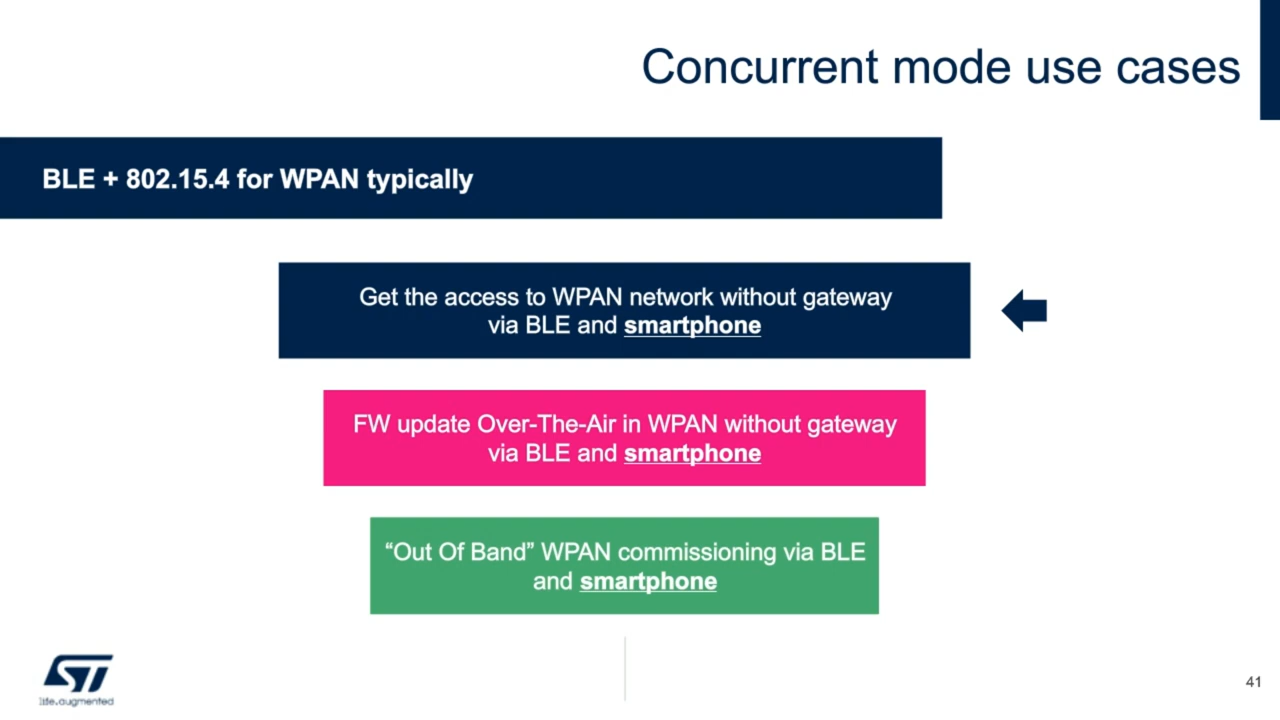 Concurrent mode use cases
BLE + 802.15.4 for WPAN typically
Get the access to WPAN network without gateway
via BLE and smartphone
FW update Over-The-Air in WPAN without gateway
via BLE and smartphone
“Out Of Band” WPAN commissioning via BLE
and smartphone
ST
life.augmented
41